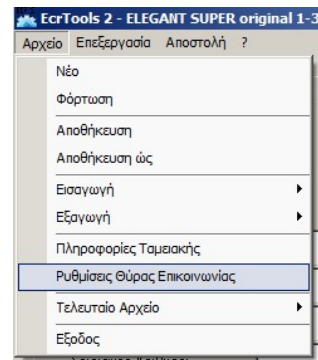 EcrTools 2 - ELEGANT SUPER original 1-3
Αρχείο Επεξεργασία Αποστολή ?
Νέο
Φόρτωση
Αποθήκευση
Αποθήκευση ώς
Εισαγωγή
Εξαγωγή
Πληροφορίες Ταμειακής
Ρυθμίσεις Θύρας Επικοινωνίας
Τελευταίο Αρχείο
Εξοδος